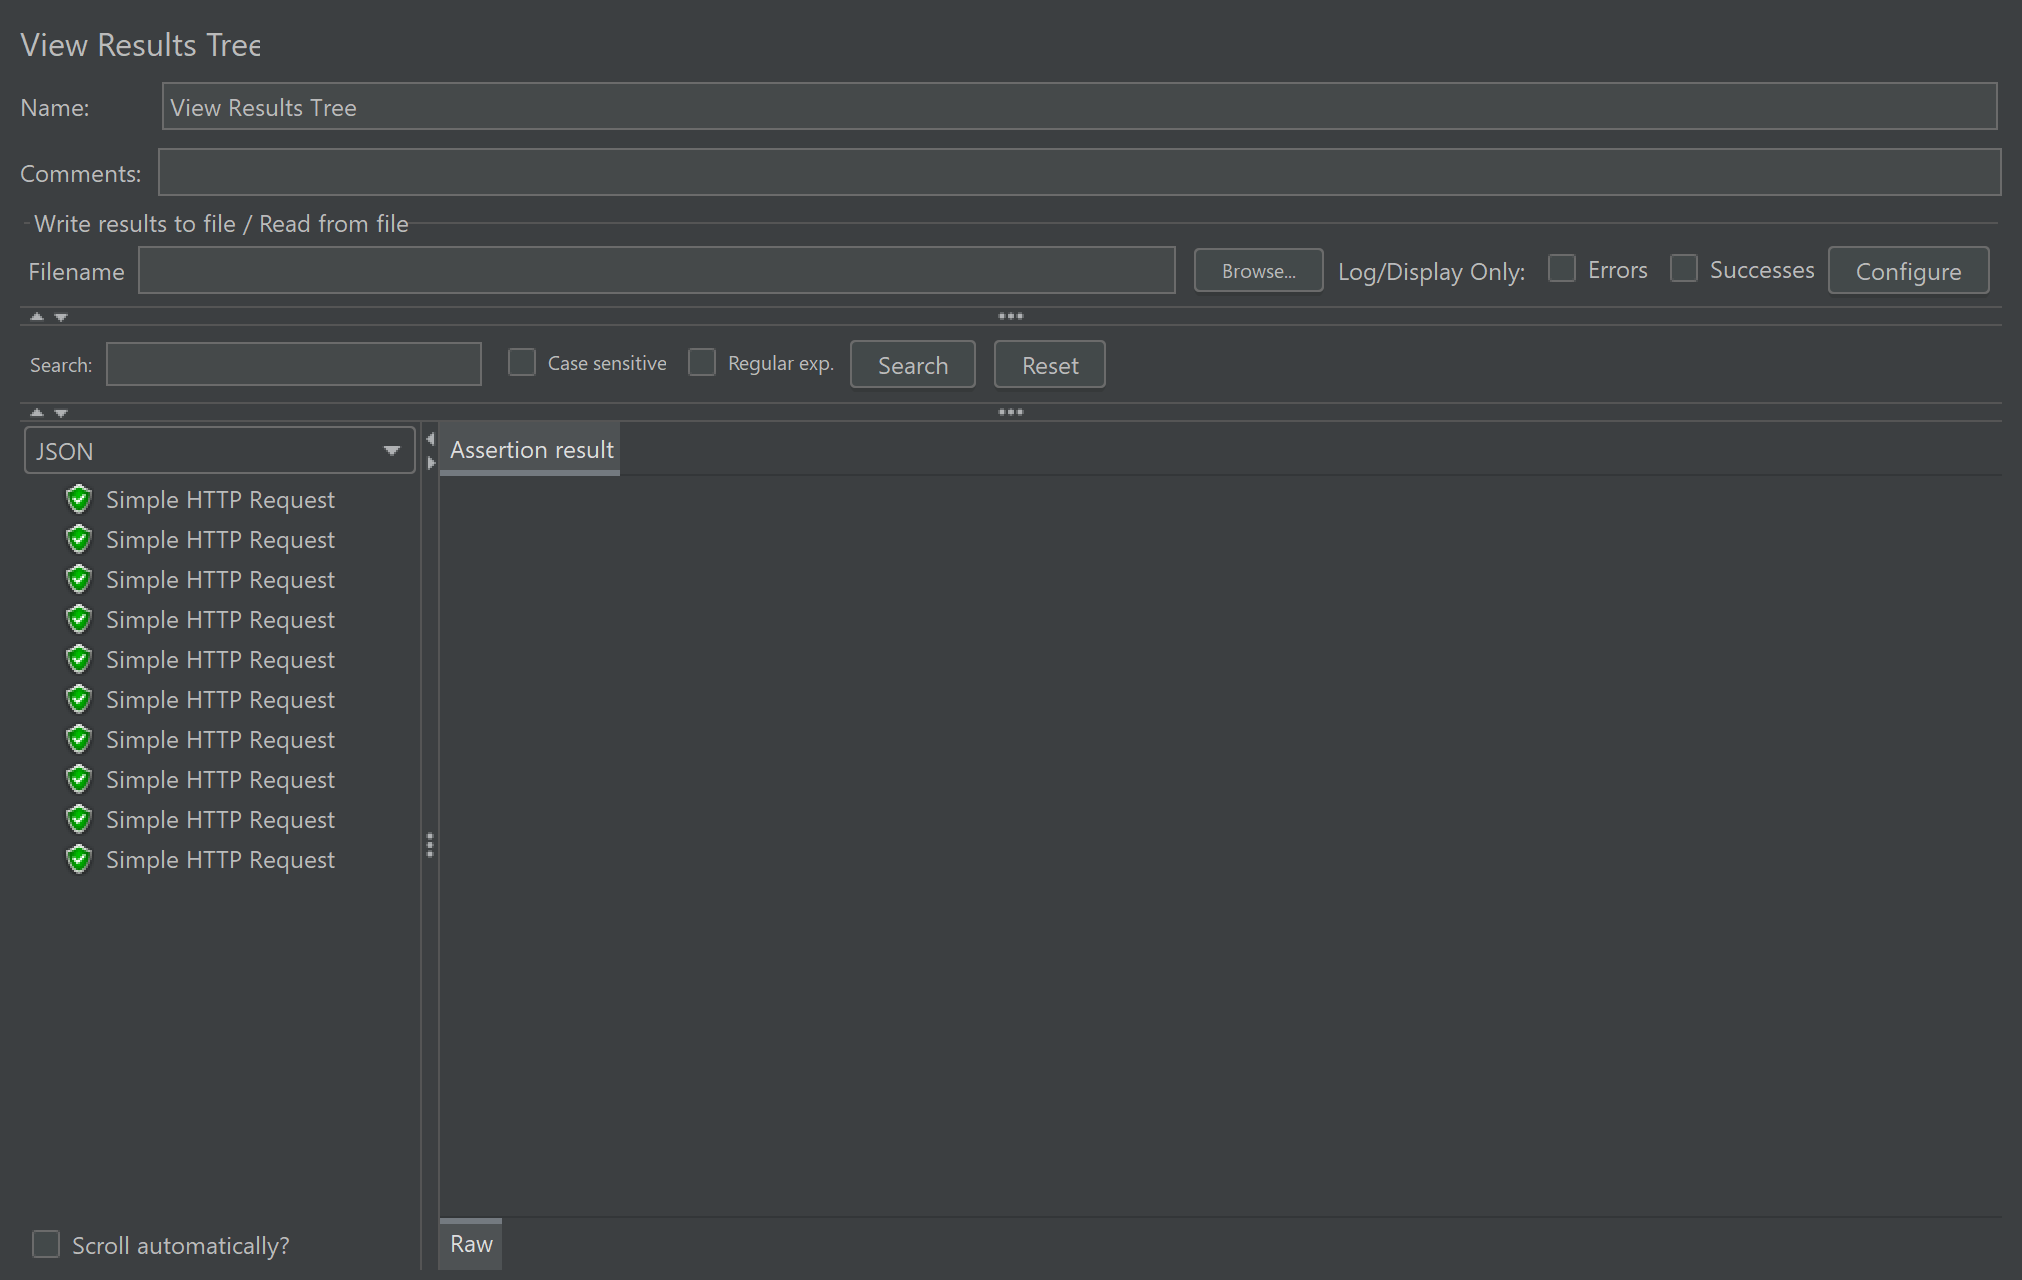 View Results Tree
Name: View Results Tree
Comments:
Write results to file / Read from file
Filename Browse... Log/Display Only: Errors Successes Configure
Search: Case sensitive Regular exp. Search Reset
JSON
Assertion result
Simple HTTP Request
Simple HTTP Request
Simple HTTP Request
Simple HTTP Request
Simple HTTP Request
Simple HTTP Request
Simple HTTP Request
Simple HTTP Request
Simple HTTP Request
Simple HTTP Request
Scroll automatically?
Raw